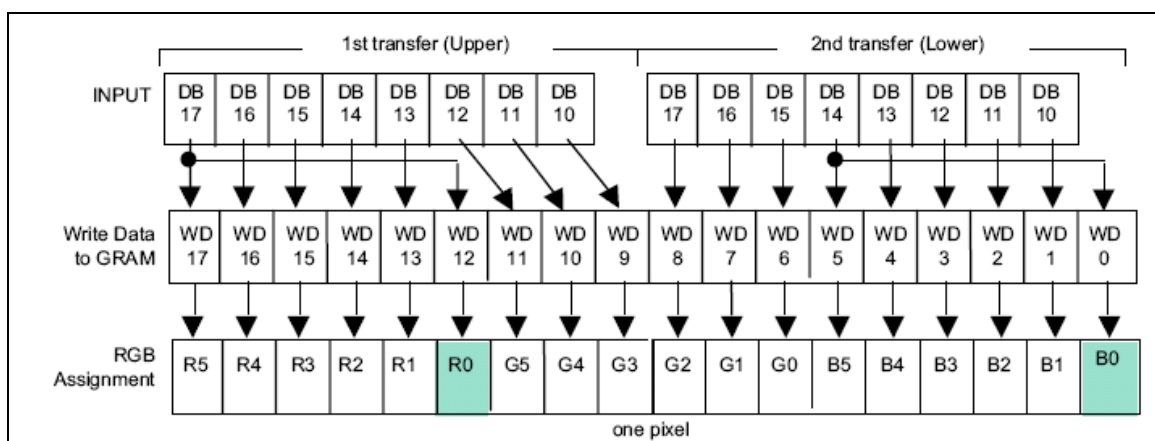 1st transfer (Upper) 2nd transfer (Lower)
INPUT DB 17 DB 16 DB 15 DB 14 DB 13 DB 12 DB 11 DB 10 DB 17 DB 16 DB 15 DB 14 DB 13 DB 12 DB 11 DB 10
Write Data to GRAM WD 17 WD 16 WD 15 WD 14 WD 13 WD 12 WD 11 WD 10 WD 9 WD 8 WD 7 WD 6 WD 5 WD 4 WD 3 WD 2 WD 1 WD 0
RGB Assignment R5 R4 R3 R2 R1 R0 G5 G4 G3 G2 G1 G0 B5 B4 B3 B2 B1 B0
one pixel